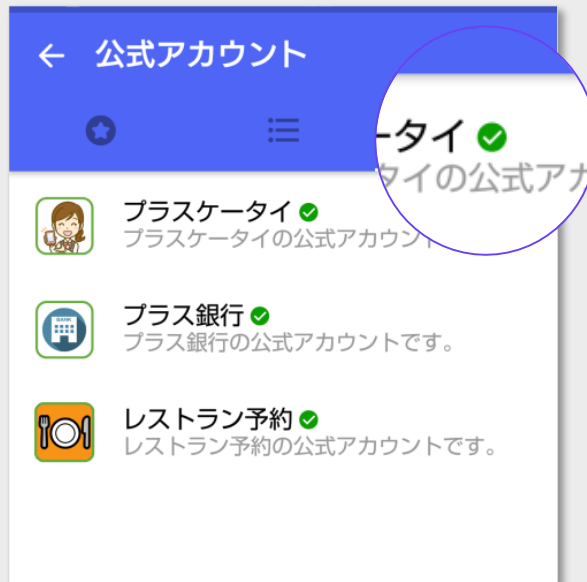 公式アカウント
ータイ
タイの公式アカ
プラスケータイ
プラスケータイの公式アカウント
プラス銀行
プラス銀行の公式アカウントです。
レストラン予約
レストラン予約の公式アカウントです。
BANK